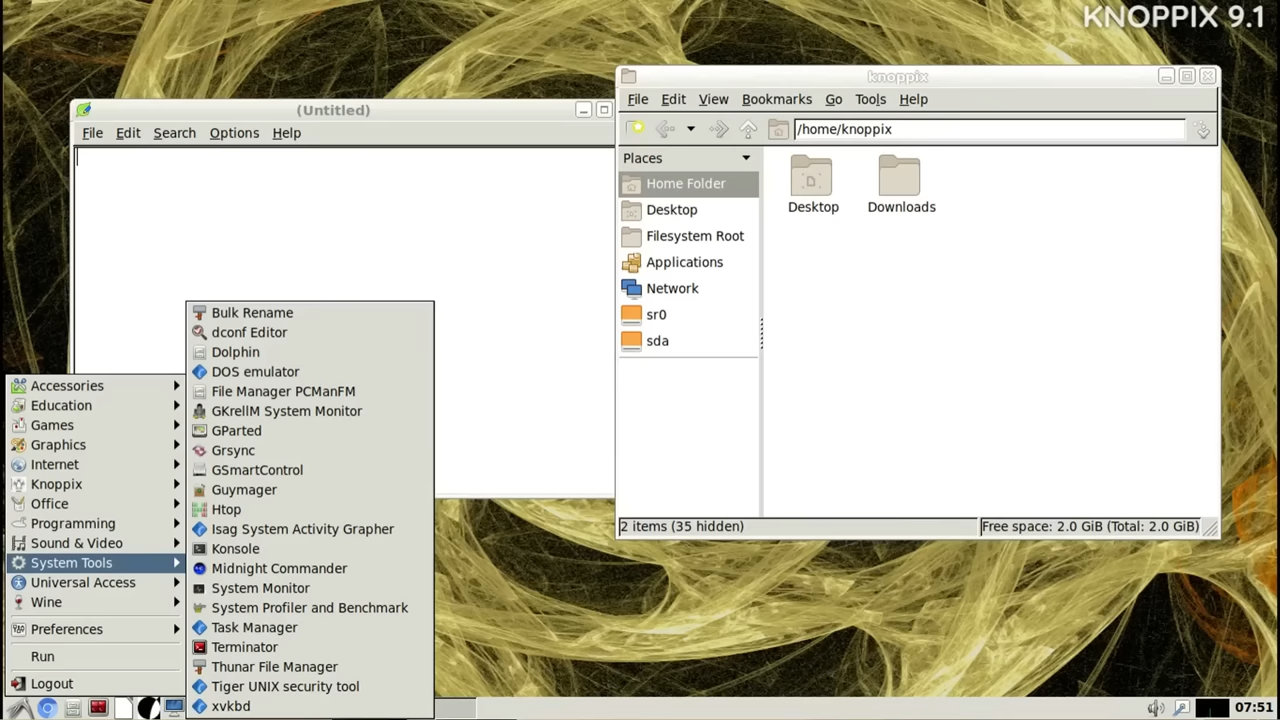 KNOPPIX 9.1
(Untitled)
File Edit Search Options Help
knoppix
File Edit View Bookmarks Go Tools Help
/home/knoppix
Places
Home Folder
Desktop
Filesystem Root
Applications
Network
sr0
sda
Desktop
Downloads
2 items (35 hidden)
Free space: 2.0 GiB (Total: 2.0 GiB)
Accessories
Education
Games
Graphics
Internet
Knoppix
Office
Programming
Sound & Video
System Tools
Universal Access
Wine
Preferences
Run
Logout
Bulk Rename
dconf Editor
Dolphin
DOS emulator
File Manager PCManFM
GKrellM System Monitor
GParted
Grsync
GSmartControl
Guymager
Htop
Isag System Activity Grapher
Konsole
Midnight Commander
System Monitor
System Profiler and Benchmark
Task Manager
Terminator
Thunar File Manager
Tiger UNIX security tool
xvkbd
07:51